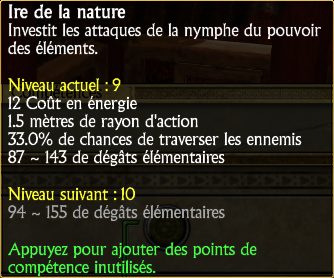 Ire de la nature
Investit les attaques de la nymphe du pouvoir
des éléments.
Niveau actuel : 9
12 Coût en énergie
1.5 mètres de rayon d'action
33.0% de chances de traverser les ennemis
87 ~ 143 de dégâts élémentaires
Niveau suivant : 10
94 ~ 155 de dégâts élémentaires
Appuyez pour ajouter des points de
compétence inutilisés.